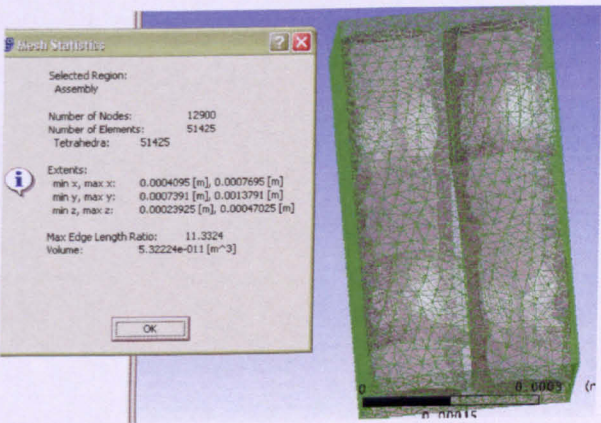 Mesh Statistics
Selected Region:
Assembly
Number of Nodes: 12900
Number of Elements: 51425
Tetrahedra: 51425
Extents:
min x, max x: 0.0004095 [m], 0.0007695 [m]
min y, max y: 0.0007391 [m], 0.0013791 [m]
min z, max z: 0.00023925 [m], 0.00047025 [m]
Max Edge Length Ratio: 11.3324
Volume: 5.32224e-011 [m^3]
OK
0 0.0003 (r
0.00015